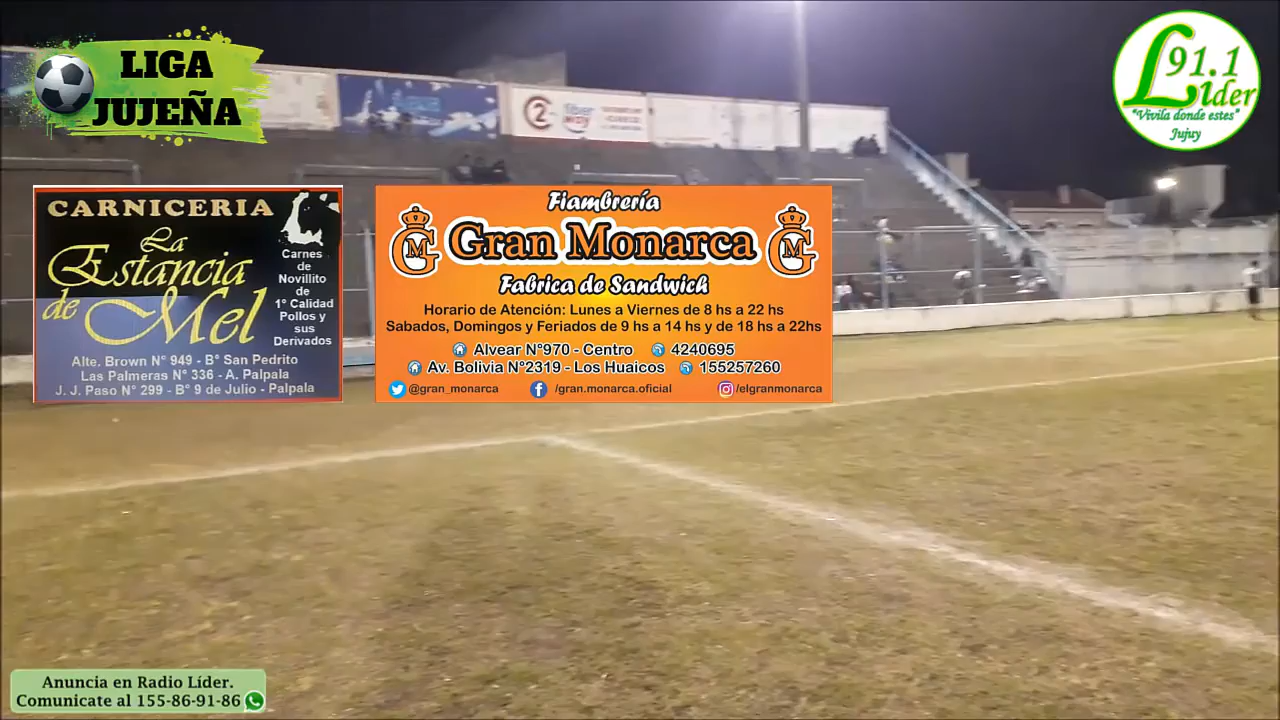 LIGA
JUJEÑA
91.1
Líder
"Vivila donde estes"
Jujuy
CARNICERIA
La
Estancia
de Mel
Carnes
de
Novillito
de
1° Calidad
Pollos y
sus
Derivados
Alte. Brown N° 949 - B° San Pedrito
Las Palmeras N° 336 - A. Palpala
J. J. Paso N° 299 - B° 9 de Julio - Palpala
Fiambrería
GM Gran Monarca GM
Fabrica de Sandwich
Horario de Atención: Lunes a Viernes de 8 hs a 22 hs
Sabados, Domingos y Feriados de 9 hs a 14 hs y de 18 hs a 22hs
Alvear N°970 - Centro 4240695
Av. Bolivia N°2319 - Los Huaicos 155257260
@gran_monarca /gran.monarca.oficial /elgranmonarca
Anuncia en Radio Líder.
Comunicate al 155-86-91-86